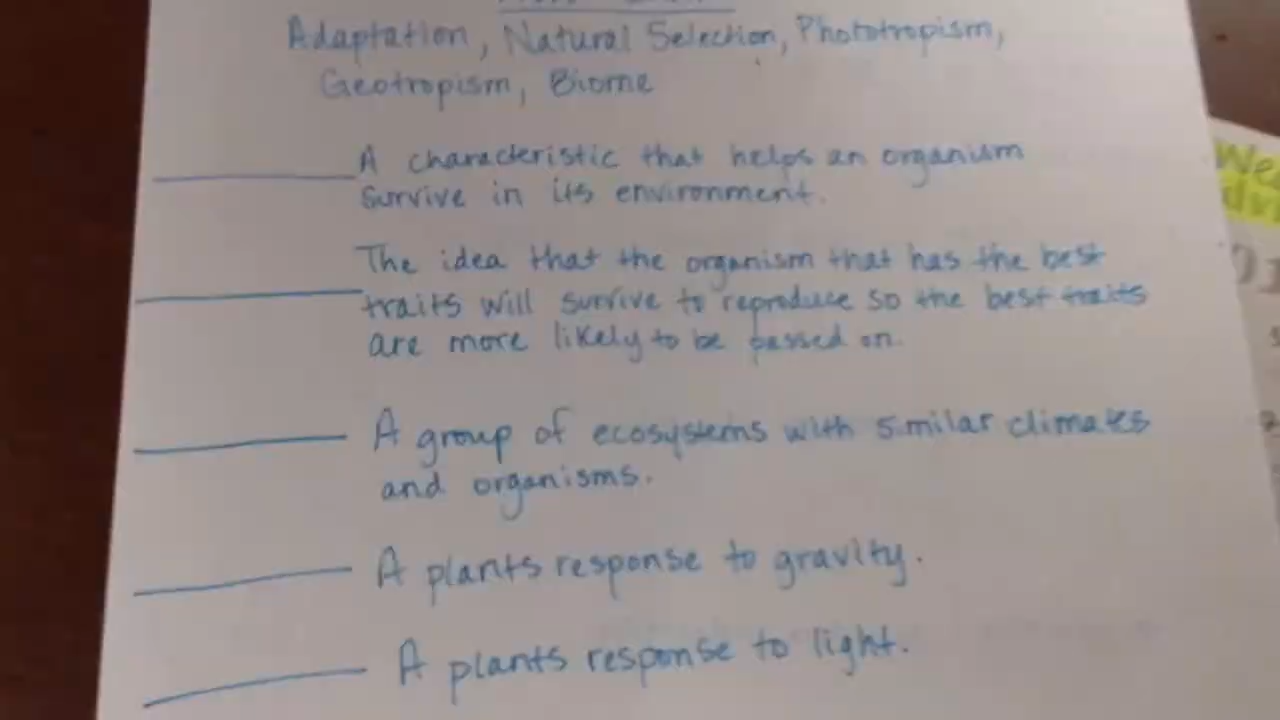 Adaptation, Natural Selection, Phototropism,
Geotropism, Biome
A characteristic that helps an organism
survive in its environment.
The idea that the organism that has the best
traits will survive to reproduce so the best traits
are more likely to be passed on.
A group of ecosystems with similar climates
and organisms.
A plants response to gravity.
A plants response to light.